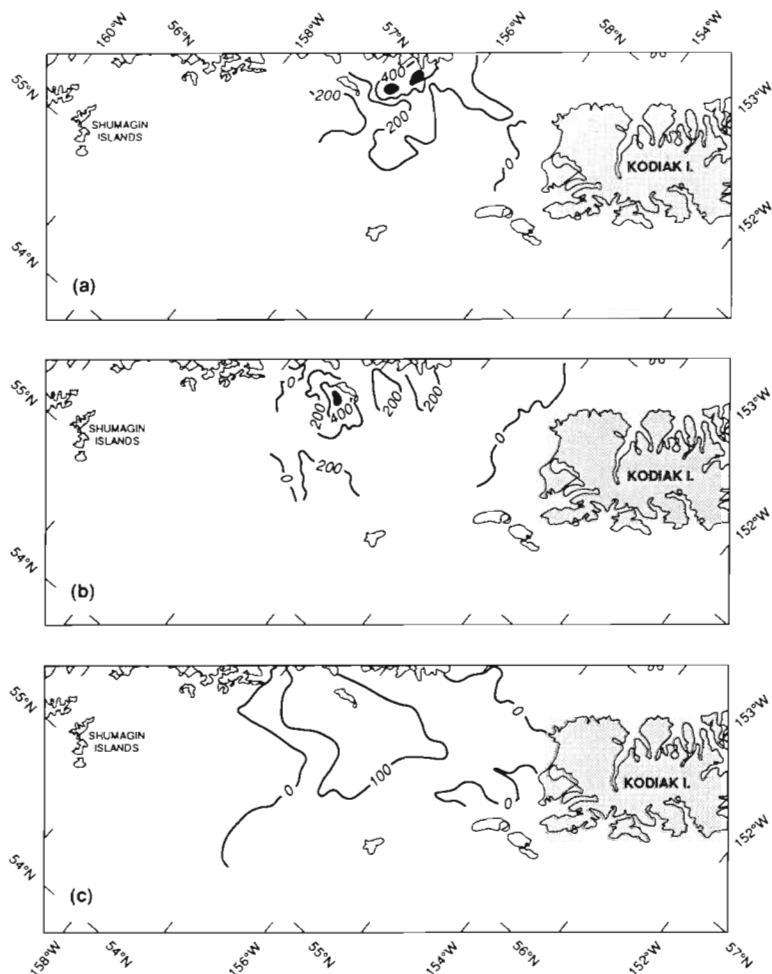 160°W 56°N 158°W 57°N 156°W 58°N 154°W
55°N
SHUMAGIN
ISLANDS
200
400
200
0
0
KODIAK I.
153°W
152°W
54°N
(a)
55°N
SHUMAGIN
ISLANDS
0
200
400
200
200
0
200
0
KODIAK I.
153°W
152°W
54°N
(b)
55°N
SHUMAGIN
ISLANDS
0
100
0
0
KODIAK I.
153°W
152°W
54°N
(c)
158°W 54°N 156°W 55°N 154°W 56°N 152°W 57°N